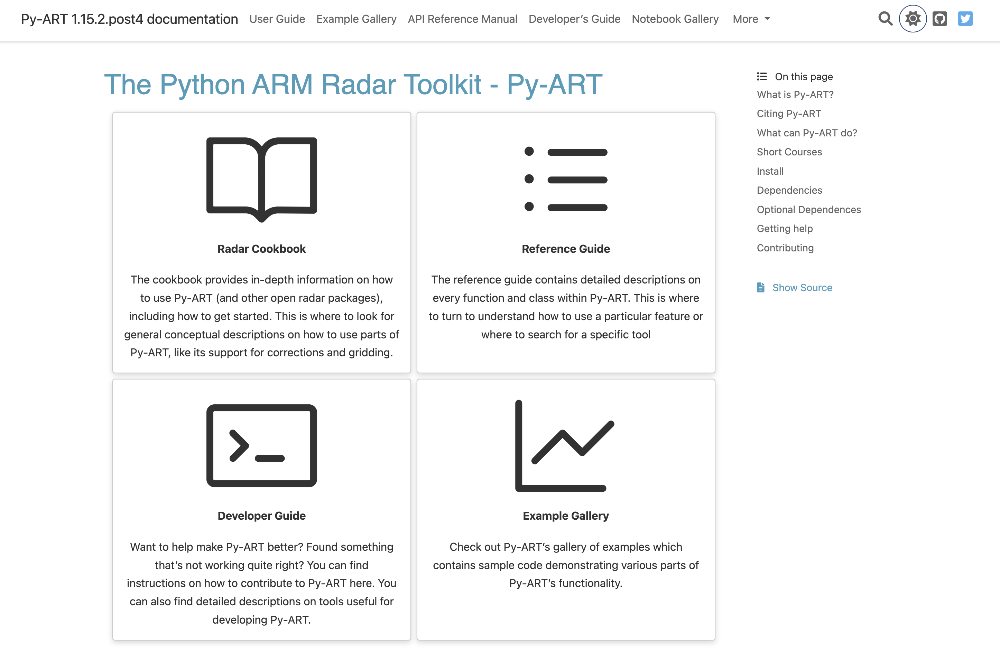 Py-ART 1.15.2.post4 documentation User Guide Example Gallery API Reference Manual Developer’s Guide Notebook Gallery More
The Python ARM Radar Toolkit - Py-ART
Radar Cookbook
The cookbook provides in-depth information on how
to use Py-ART (and other open radar packages),
including how to get started. This is where to look for
general conceptual descriptions on how to use parts of
Py-ART, like its support for corrections and gridding.
Reference Guide
The reference guide contains detailed descriptions on
every function and class within Py-ART. This is where
to turn to understand how to use a particular feature or
where to search for a specific tool
Developer Guide
Want to help make Py-ART better? Found something
that’s not working quite right? You can find
instructions on how to contribute to Py-ART here. You
can also find detailed descriptions on tools useful for
developing Py-ART.
Example Gallery
Check out Py-ART’s gallery of examples which
contains sample code demonstrating various parts of
Py-ART’s functionality.
On this page
What is Py-ART?
Citing Py-ART
What can Py-ART do?
Short Courses
Install
Dependencies
Optional Dependences
Getting help
Contributing
Show Source